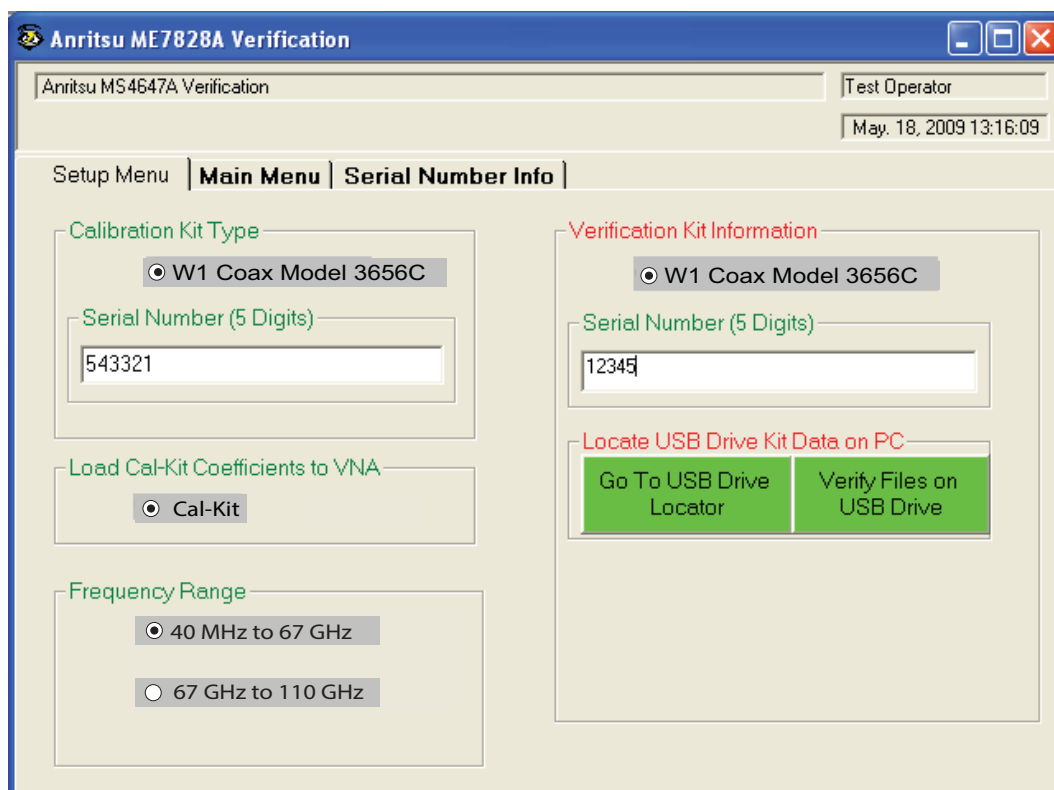 Anritsu ME7828A Verification
Anritsu MS4647A Verification
Test Operator
May. 18, 2009 13:16:09
Setup Menu
Main Menu
Serial Number Info
Calibration Kit Type
W1 Coax Model 3656C
Serial Number (5 Digits)
543321
Load Cal-Kit Coefficients to VNA
Cal-Kit
Frequency Range
40 MHz to 67 GHz
67 GHz to 110 GHz
Verification Kit Information
W1 Coax Model 3656C
Serial Number (5 Digits)
12345
Locate USB Drive Kit Data on PC
Go To USB Drive
Locator
Verify Files on
USB Drive